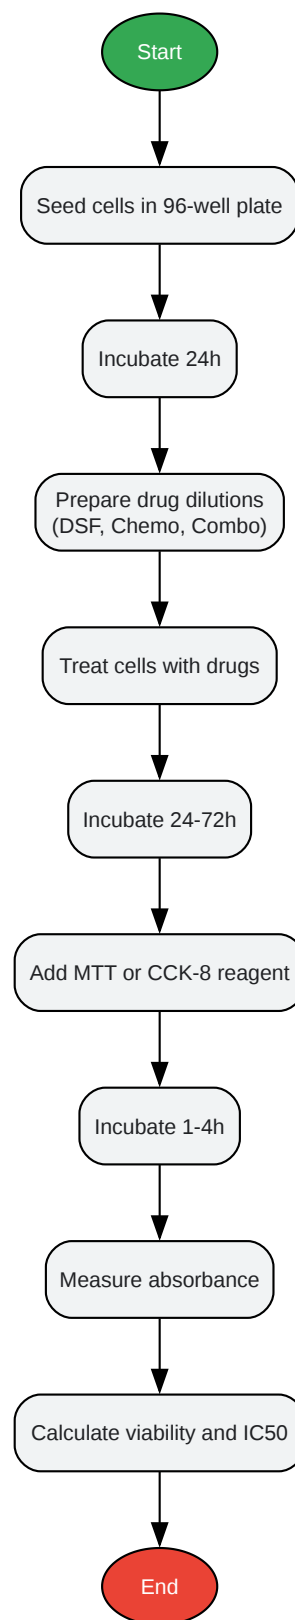 Start
Seed cells in 96-well plate
Incubate 24h
Prepare drug dilutions
(DSF, Chemo, Combo)
Treat cells with drugs
Incubate 24-72h
Add MTT or CCK-8 reagent
Incubate 1-4h
Measure absorbance
Calculate viability and IC50
End